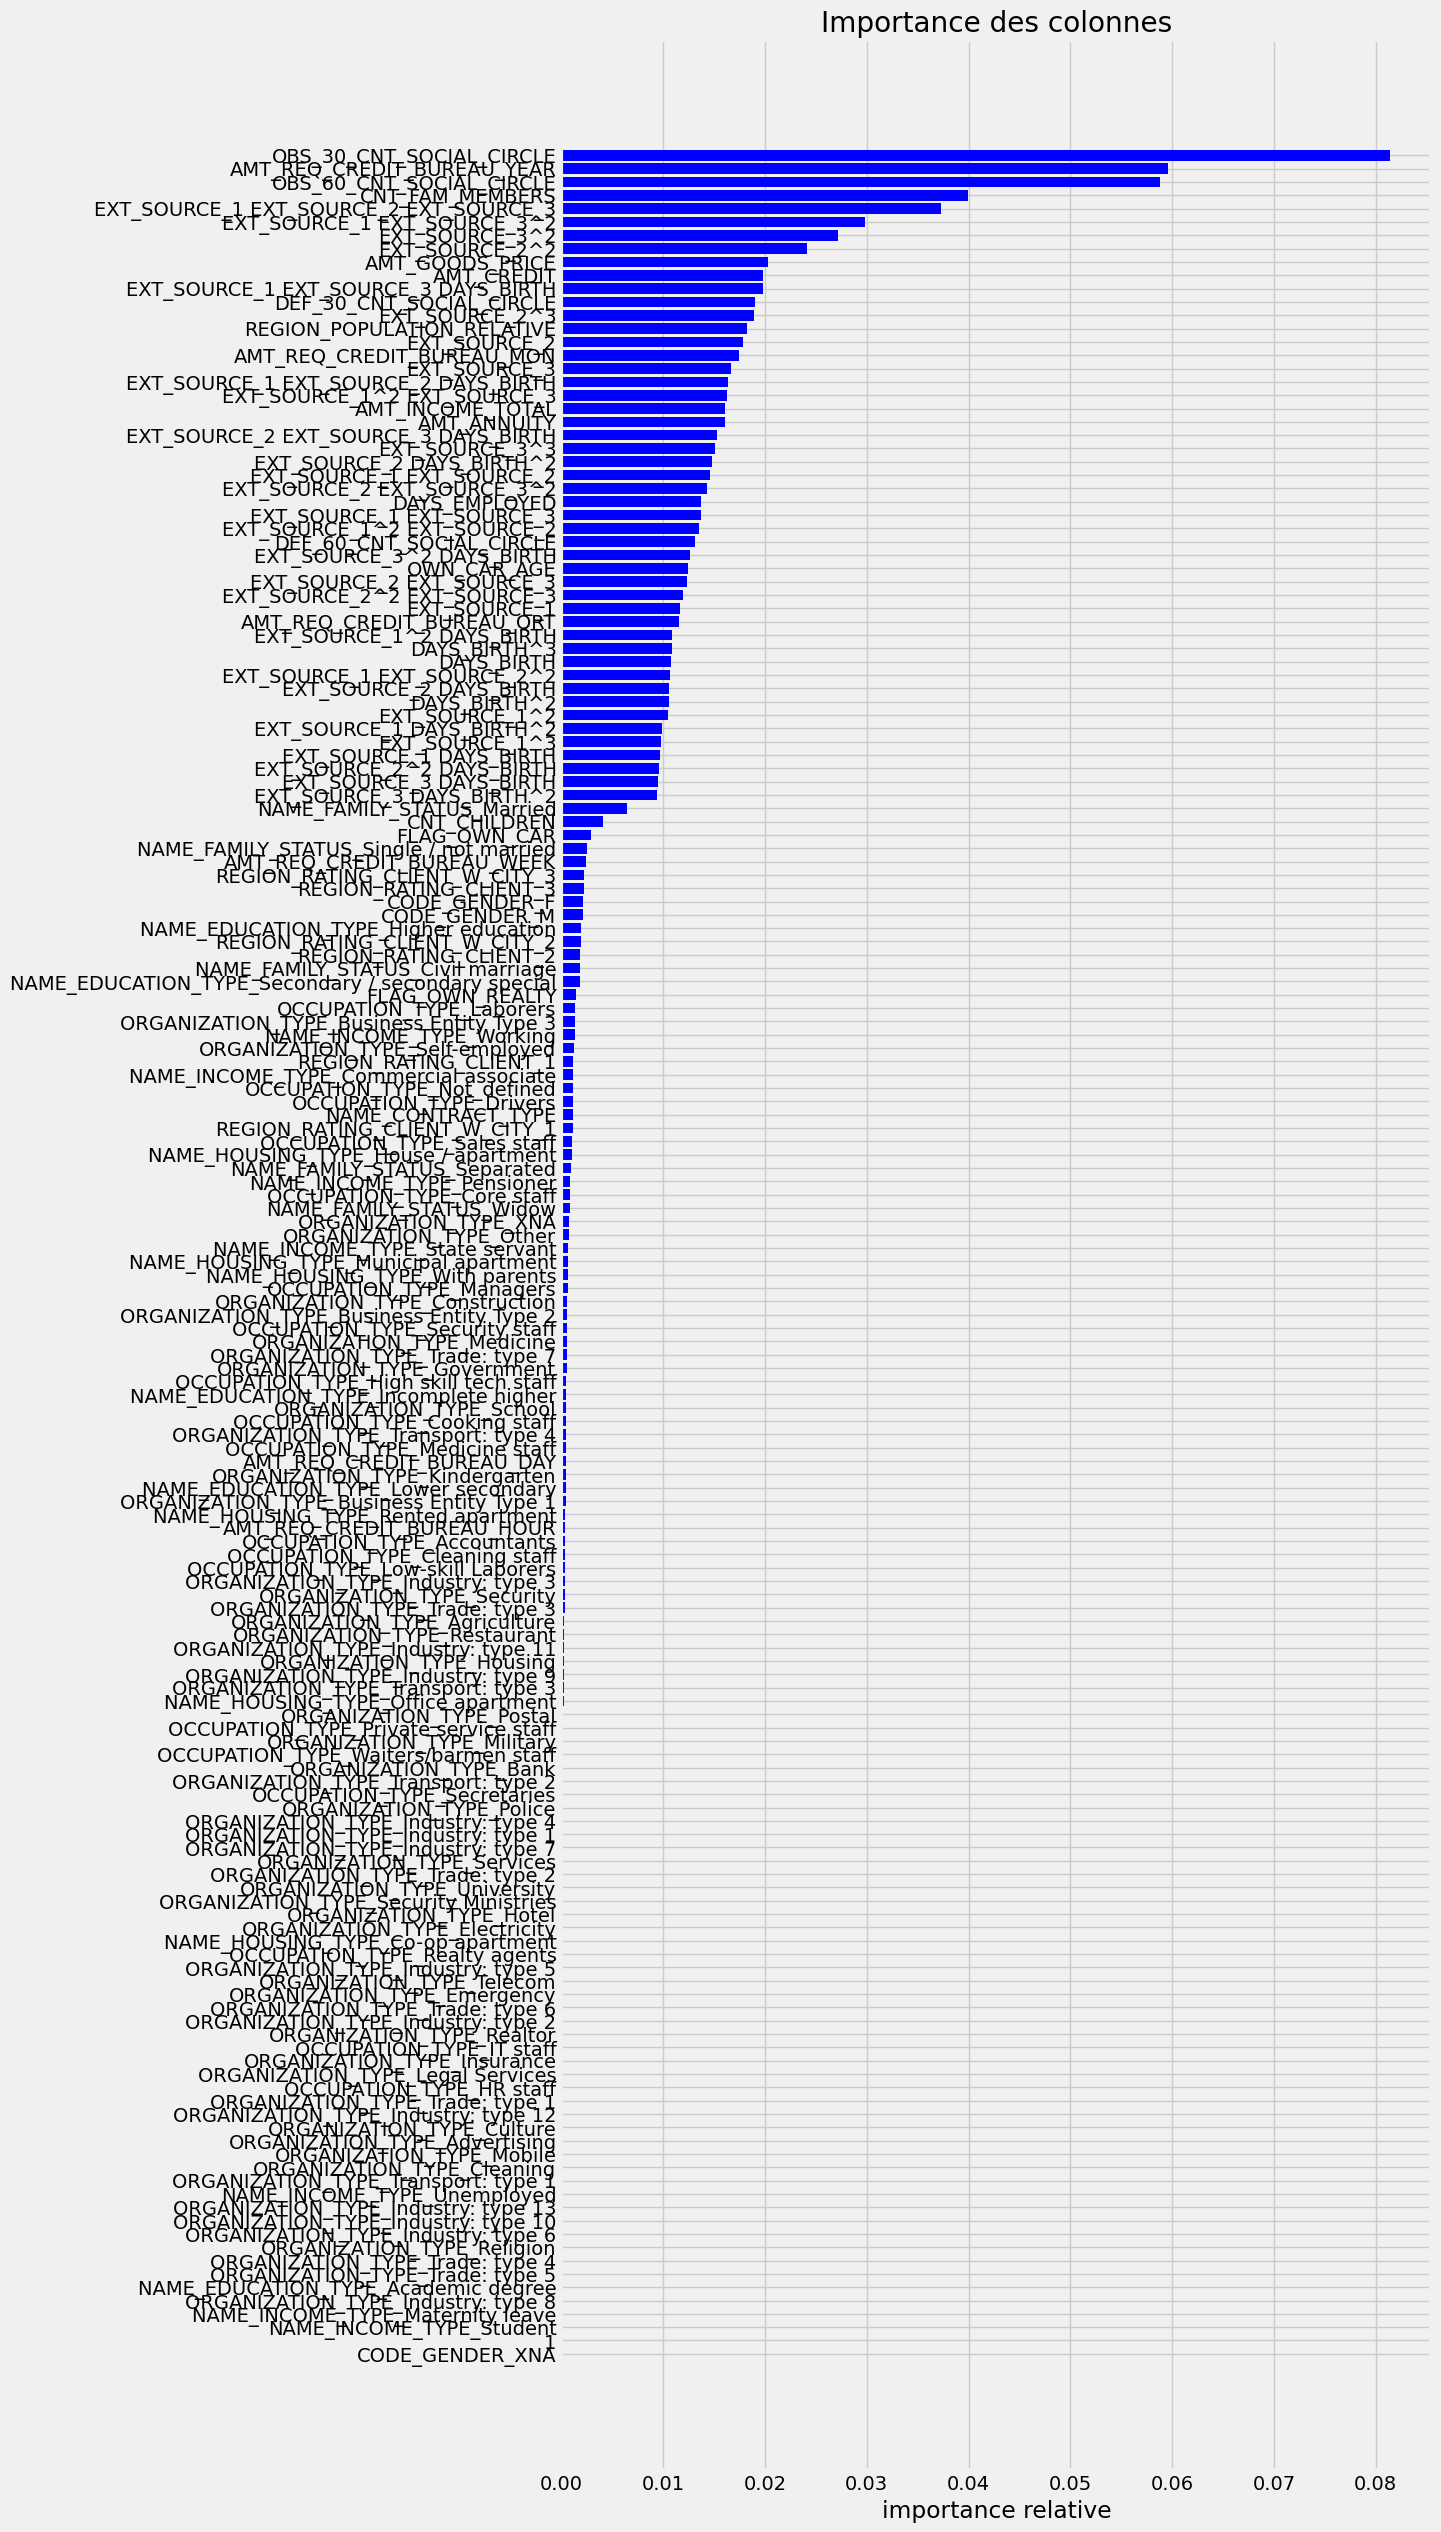 Importance des colonnes
OBS_30_CNT_SOCIAL_CIRCLE
AMT_REQ_CREDIT_BUREAU_YEAR
OBS_60_CNT_SOCIAL_CIRCLE
CNT_FAM_MEMBERS
EXT_SOURCE_1 EXT_SOURCE_2 EXT_SOURCE_3
EXT_SOURCE_1 EXT_SOURCE_3^2
EXT_SOURCE_3^2
EXT_SOURCE_2^2
AMT_GOODS_PRICE
AMT_CREDIT
EXT_SOURCE_1 EXT_SOURCE_3 DAYS_BIRTH
DEF_30_CNT_SOCIAL_CIRCLE
EXT_SOURCE_2^3
REGION_POPULATION_RELATIVE
EXT_SOURCE_2
AMT_REQ_CREDIT_BUREAU_MON
EXT_SOURCE_3
EXT_SOURCE_1 EXT_SOURCE_2 DAYS_BIRTH
EXT_SOURCE_1^2 EXT_SOURCE_3
AMT_INCOME_TOTAL
AMT_ANNUITY
EXT_SOURCE_2 EXT_SOURCE_3 DAYS_BIRTH
EXT_SOURCE_3^3
EXT_SOURCE_2 DAYS_BIRTH^2
EXT_SOURCE_1 EXT_SOURCE_2
EXT_SOURCE_2 EXT_SOURCE_3^2
DAYS_EMPLOYED
EXT_SOURCE_1 EXT_SOURCE_3
EXT_SOURCE_1^2 EXT_SOURCE_2
DEF_60_CNT_SOCIAL_CIRCLE
EXT_SOURCE_3^2 DAYS_BIRTH
OWN_CAR_AGE
EXT_SOURCE_2 EXT_SOURCE_3
EXT_SOURCE_2^2 EXT_SOURCE_3
EXT_SOURCE_1
AMT_REQ_CREDIT_BUREAU_QRT
EXT_SOURCE_1^2 DAYS_BIRTH
DAYS_BIRTH^3
DAYS_BIRTH
EXT_SOURCE_1 EXT_SOURCE_2^2
EXT_SOURCE_2 DAYS_BIRTH
DAYS_BIRTH^2
EXT_SOURCE_1^2
EXT_SOURCE_1 DAYS_BIRTH^2
EXT_SOURCE_1^3
EXT_SOURCE_1 DAYS_BIRTH
EXT_SOURCE_2^2 DAYS_BIRTH
EXT_SOURCE_3 DAYS_BIRTH
EXT_SOURCE_3 DAYS_BIRTH^2
NAME_FAMILY_STATUS_Married
CNT_CHILDREN
FLAG_OWN_CAR
NAME_FAMILY_STATUS_Single / not married
AMT_REQ_CREDIT_BUREAU_WEEK
REGION_RATING_CLIENT_W_CITY_3
REGION_RATING_CLIENT_3
CODE_GENDER_F
CODE_GENDER_M
NAME_EDUCATION_TYPE_Higher education
REGION_RATING_CLIENT_W_CITY_2
REGION_RATING_CLIENT_2
NAME_FAMILY_STATUS_Civil marriage
NAME_EDUCATION_TYPE_Secondary / secondary special
FLAG_OWN_REALTY
OCCUPATION_TYPE_Laborers
ORGANIZATION_TYPE_Business Entity Type 3
NAME_INCOME_TYPE_Working
ORGANIZATION_TYPE_Self-employed
REGION_RATING_CLIENT_1
NAME_INCOME_TYPE_Commercial associate
OCCUPATION_TYPE_Not_defined
OCCUPATION_TYPE_Drivers
NAME_CONTRACT_TYPE
REGION_RATING_CLIENT_W_CITY_1
OCCUPATION_TYPE_Sales staff
NAME_HOUSING_TYPE_House / apartment
NAME_FAMILY_STATUS_Separated
NAME_INCOME_TYPE_Pensioner
OCCUPATION_TYPE_Core staff
NAME_FAMILY_STATUS_Widow
ORGANIZATION_TYPE_XNA
ORGANIZATION_TYPE_Other
NAME_INCOME_TYPE_State servant
NAME_HOUSING_TYPE_Municipal apartment
NAME_HOUSING_TYPE_With parents
OCCUPATION_TYPE_Managers
ORGANIZATION_TYPE_Construction
ORGANIZATION_TYPE_Business Entity Type 2
OCCUPATION_TYPE_Security staff
ORGANIZATION_TYPE_Medicine
ORGANIZATION_TYPE_Trade: type 7
ORGANIZATION_TYPE_Government
OCCUPATION_TYPE_High skill tech staff
NAME_EDUCATION_TYPE_Incomplete higher
ORGANIZATION_TYPE_School
OCCUPATION_TYPE_Cooking staff
ORGANIZATION_TYPE_Transport: type 4
OCCUPATION_TYPE_Medicine staff
AMT_REQ_CREDIT_BUREAU_DAY
ORGANIZATION_TYPE_Kindergarten
NAME_EDUCATION_TYPE_Lower secondary
ORGANIZATION_TYPE_Business Entity Type 1
NAME_HOUSING_TYPE_Rented apartment
AMT_REQ_CREDIT_BUREAU_HOUR
OCCUPATION_TYPE_Accountants
OCCUPATION_TYPE_Cleaning staff
OCCUPATION_TYPE_Low-skill Laborers
ORGANIZATION_TYPE_Industry: type 3
ORGANIZATION_TYPE_Security
ORGANIZATION_TYPE_Trade: type 3
ORGANIZATION_TYPE_Agriculture
ORGANIZATION_TYPE_Restaurant
ORGANIZATION_TYPE_Industry: type 11
ORGANIZATION_TYPE_Housing
ORGANIZATION_TYPE_Industry: type 9
ORGANIZATION_TYPE_Transport: type 3
NAME_HOUSING_TYPE_Office apartment
ORGANIZATION_TYPE_Postal
OCCUPATION_TYPE_Private service staff
ORGANIZATION_TYPE_Military
OCCUPATION_TYPE_Waiters/barmen staff
ORGANIZATION_TYPE_Bank
ORGANIZATION_TYPE_Transport: type 2
OCCUPATION_TYPE_Secretaries
ORGANIZATION_TYPE_Police
ORGANIZATION_TYPE_Industry: type 4
ORGANIZATION_TYPE_Industry: type 1
ORGANIZATION_TYPE_Industry: type 7
ORGANIZATION_TYPE_Services
ORGANIZATION_TYPE_Trade: type 2
ORGANIZATION_TYPE_University
ORGANIZATION_TYPE_Security Ministries
ORGANIZATION_TYPE_Hotel
ORGANIZATION_TYPE_Electricity
NAME_HOUSING_TYPE_Co-op apartment
OCCUPATION_TYPE_Realty agents
ORGANIZATION_TYPE_Industry: type 5
ORGANIZATION_TYPE_Telecom
ORGANIZATION_TYPE_Emergency
ORGANIZATION_TYPE_Trade: type 6
ORGANIZATION_TYPE_Industry: type 2
ORGANIZATION_TYPE_Realtor
OCCUPATION_TYPE_IT staff
ORGANIZATION_TYPE_Insurance
ORGANIZATION_TYPE_Legal Services
OCCUPATION_TYPE_HR staff
ORGANIZATION_TYPE_Trade: type 1
ORGANIZATION_TYPE_Industry: type 12
ORGANIZATION_TYPE_Culture
ORGANIZATION_TYPE_Advertising
ORGANIZATION_TYPE_Mobile
ORGANIZATION_TYPE_Cleaning
ORGANIZATION_TYPE_Transport: type 1
NAME_INCOME_TYPE_Unemployed
ORGANIZATION_TYPE_Industry: type 13
ORGANIZATION_TYPE_Industry: type 10
ORGANIZATION_TYPE_Industry: type 6
ORGANIZATION_TYPE_Religion
ORGANIZATION_TYPE_Trade: type 4
ORGANIZATION_TYPE_Trade: type 5
NAME_EDUCATION_TYPE_Academic degree
ORGANIZATION_TYPE_Industry: type 8
NAME_INCOME_TYPE_Maternity leave
NAME_INCOME_TYPE_Student
1
CODE_GENDER_XNA
0.00 0.01 0.02 0.03 0.04 0.05 0.06 0.07 0.08
importance relative